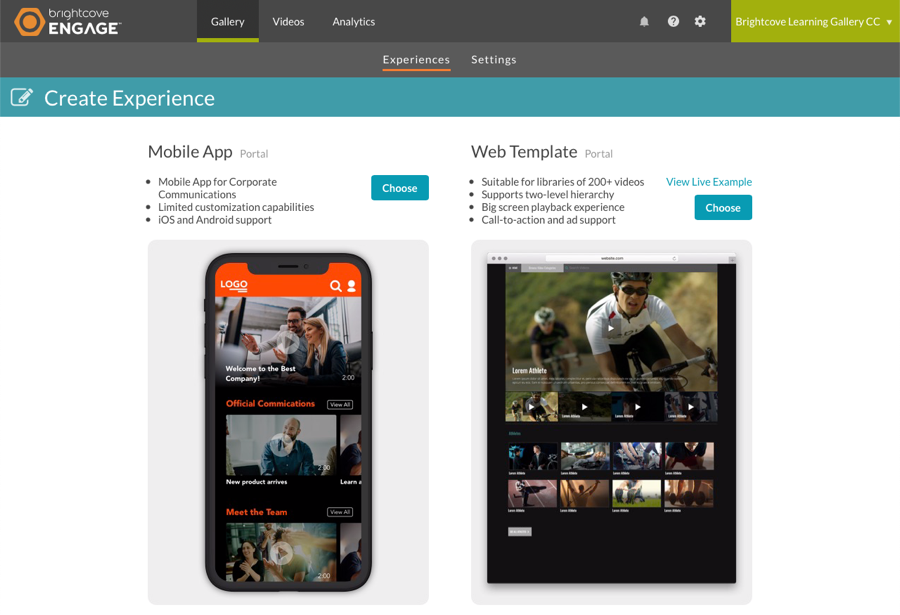 brightcove
ENGAGE™
Gallery
Videos
Analytics
Brightcove Learning Gallery CC
Experiences
Settings
Create Experience
Mobile App Portal
Mobile App for Corporate
Communications
Limited customization capabilities
iOS and Android support
Choose
Web Template Portal
Suitable for libraries of 200+ videos
Supports two-level hierarchy
Big screen playback experience
Call-to-action and ad support
View Live Example
Choose
LOGO
Welcome to the Best
Company!
2:00
Official Commications
View All
2:00
New product arrives
Learn a
Meet the Team
View All
2:00
website.com
Lorem Athlete
Lorem Athlete
Lorem Athlete
Lorem Athlete
Lorem Athlete
Lorem Athlete
Lorem Athlete
Lorem Athlete
Lorem Athlete
Lorem Athlete
Lorem Athlete
Lorem Athlete